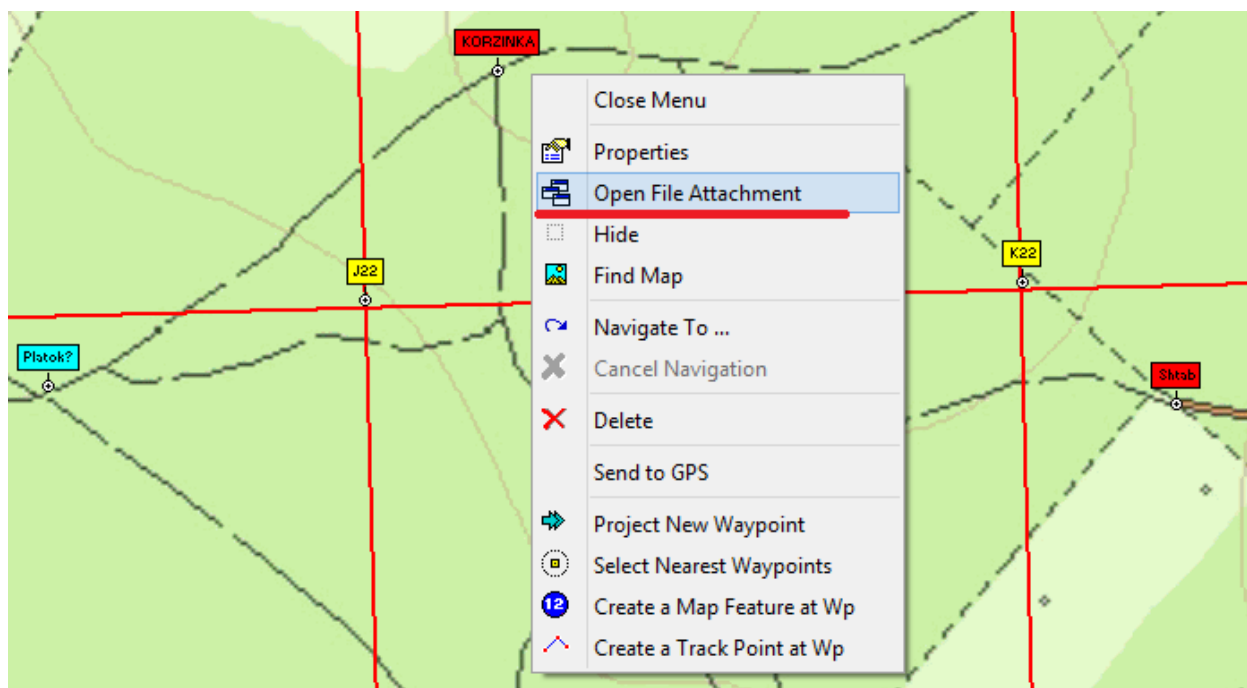 KORZINKA
Close Menu
Properties
Open File Attachment
Hide
J22
K22
Find Map
Navigate To ...
Platok?
Cancel Navigation
Shtab
Delete
Send to GPS
Project New Waypoint
Select Nearest Waypoints
12
Create a Map Feature at Wp
Create a Track Point at Wp